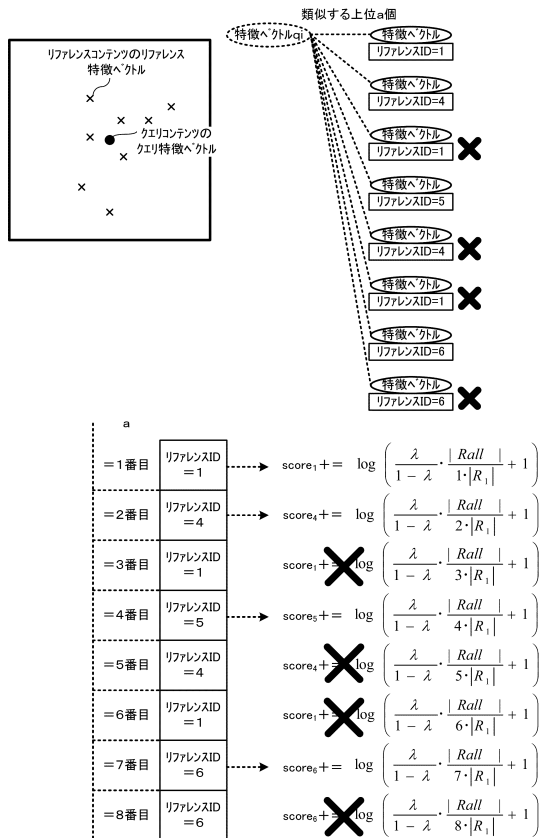 リファレンスコンテンツのリファレンス
特徴ベクトル
クエリコンテンツの
クエリ特徴ベクトル
類似する上位a個
特徴ベクトルqi
特徴ベクトル
リファレンスID=1
特徴ベクトル
リファレンスID=4
特徴ベクトル
リファレンスID=1
特徴ベクトル
リファレンスID=5
特徴ベクトル
リファレンスID=4
特徴ベクトル
リファレンスID=1
特徴ベクトル
リファレンスID=6
特徴ベクトル
リファレンスID=6
a
=1番目 リファレンスID =1 score₁+= log ( λ/(1 − λ) · | Rall |/(1·|R₁|) + 1 )
=2番目 リファレンスID =4 score₄+= log ( λ/(1 − λ) · | Rall |/(2·|R₁|) + 1 )
=3番目 リファレンスID =1 score₁+= log ( λ/(1 − λ) · | Rall |/(3·|R₁|) + 1 )
=4番目 リファレンスID =5 score₅+= log ( λ/(1 − λ) · | Rall |/(4·|R₁|) + 1 )
=5番目 リファレンスID =4 score₄+= log ( λ/(1 − λ) · | Rall |/(5·|R₁|) + 1 )
=6番目 リファレンスID =1 score₁+= log ( λ/(1 − λ) · | Rall |/(6·|R₁|) + 1 )
=7番目 リファレンスID =6 score₆+= log ( λ/(1 − λ) · | Rall |/(7·|R₁|) + 1 )
=8番目 リファレンスID =6 score₆+= log ( λ/(1 − λ) · | Rall |/(8·|R₁|) + 1 )